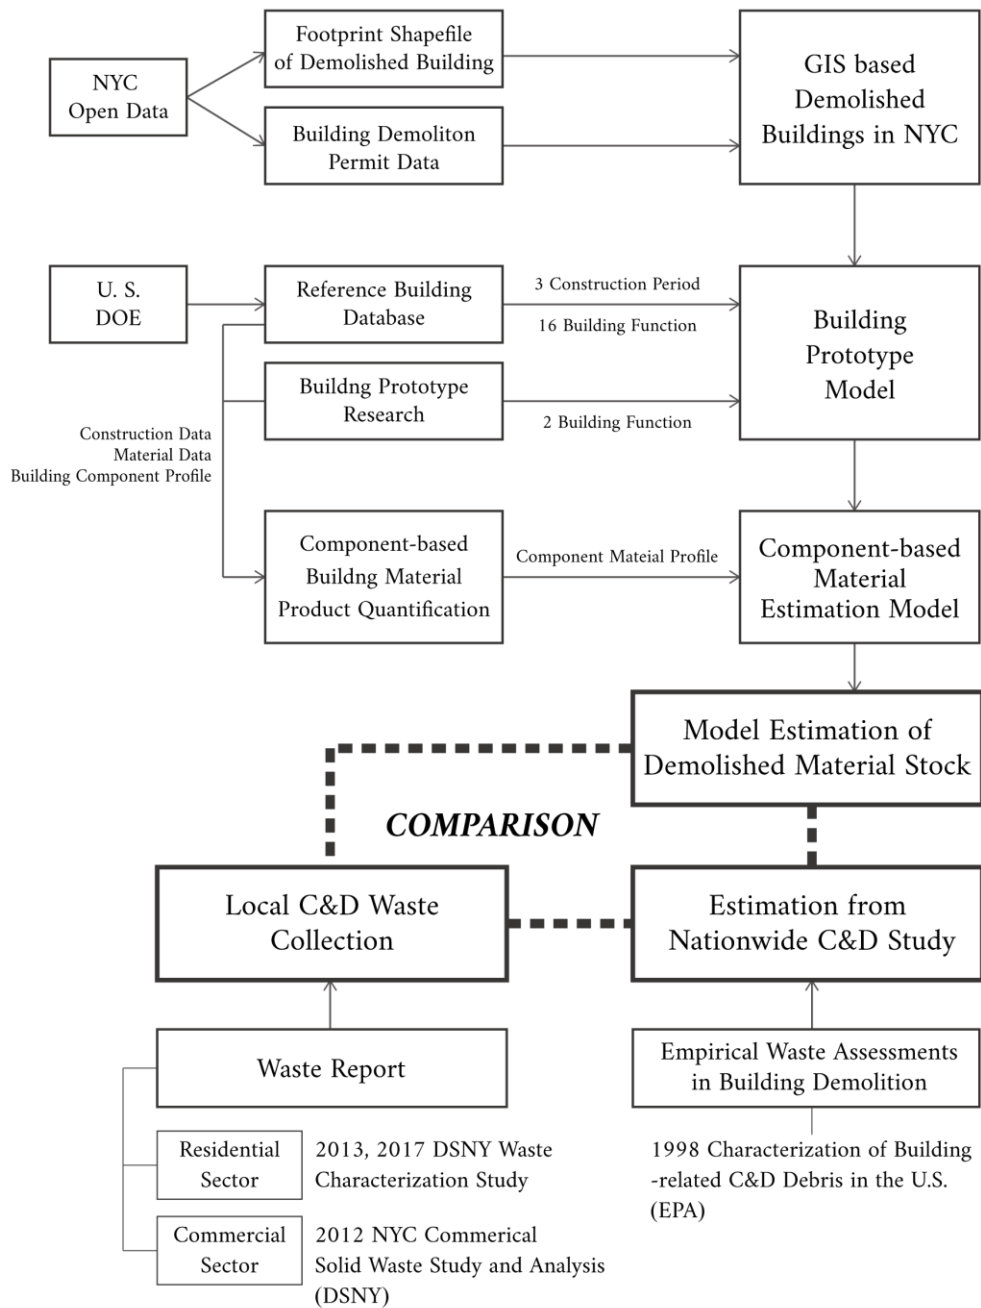 NYC
Open Data
Footprint Shapefile
of Demolished Building
Building Demoliton
Permit Data
GIS based
Demolished
Buildings in NYC
U. S.
DOE
Reference Building
Database
3 Construction Period
16 Building Function
Building
Prototype
Model
Buildng Prototype
Research
2 Building Function
Construction Data
Material Data
Building Component Profile
Component-based
Buildng Material
Product Quantification
Component Mateial Profile
Component-based
Material
Estimation Model
Model Estimation of
Demolished Material Stock
COMPARISON
Local C&D Waste
Collection
Estimation from
Nationwide C&D Study
Waste Report
Empirical Waste Assessments
in Building Demolition
Residential
Sector
2013, 2017 DSNY Waste
Characterization Study
1998 Characterization of Building
-related C&D Debris in the U.S.
(EPA)
Commercial
Sector
2012 NYC Commerical
Solid Waste Study and Analysis
(DSNY)